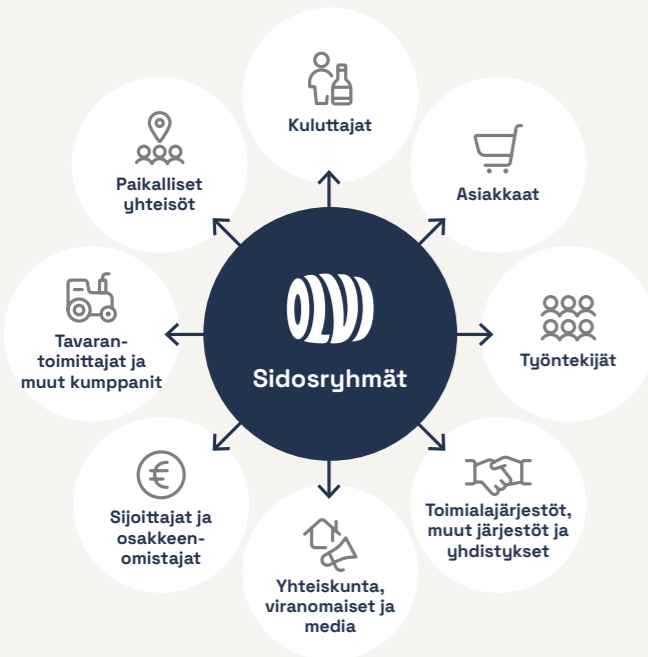 Kuluttajat
Asiakkaat
Työntekijät
Toimialajärjestöt,
muut järjestöt ja
yhdistykset
Yhteiskunta,
viranomaiset ja
media
Sijoittajat ja
osakkeen-
omistajat
Tavaran-
toimittajat ja
muut kumppanit
Paikalliset
yhteisöt
OLVI
Sidosryhmät